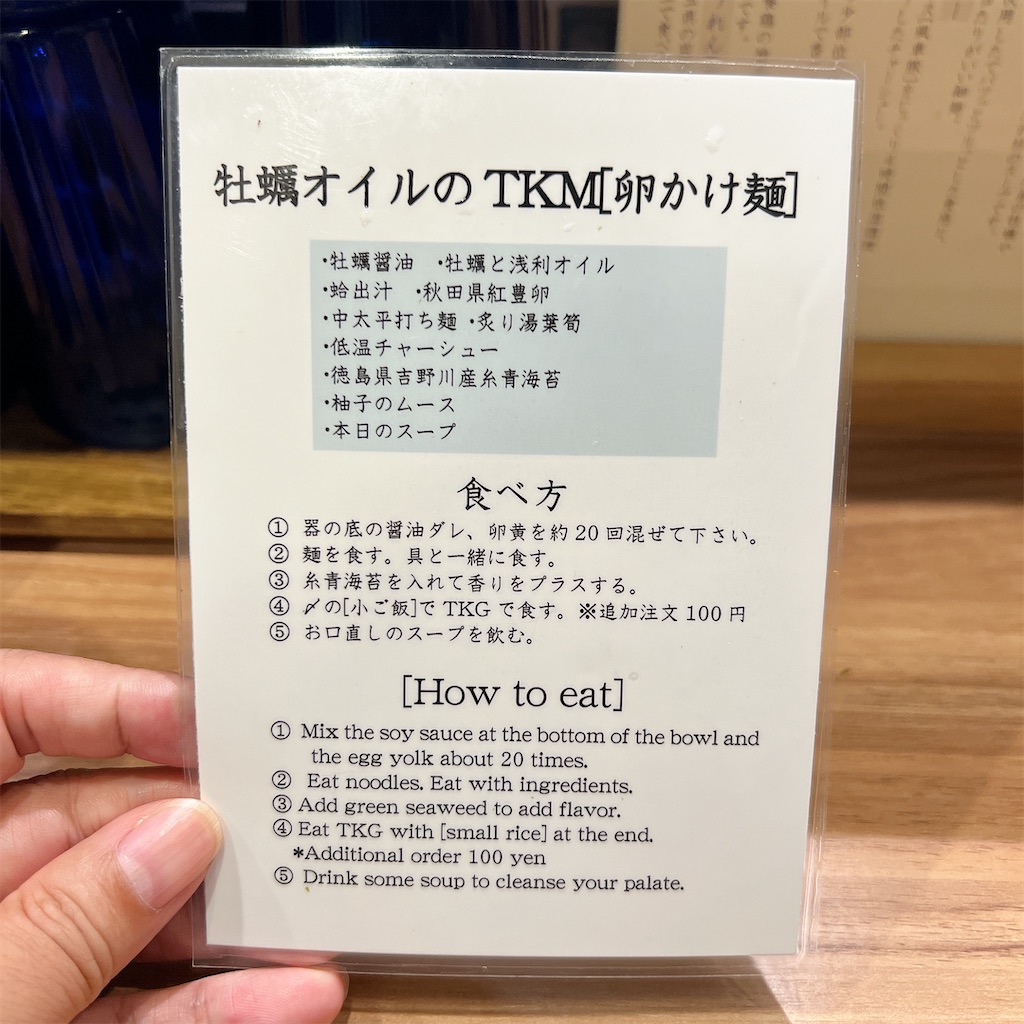 牡蠣オイルのTKM[卵かけ麺]
・牡蠣醤油　・牡蠣と浅利オイル
・蛤出汁　・秋田県紅豊卵
・中太平打ち麺 ・炙り湯葉筍
・低温チャーシュー
・徳島県吉野川産糸青海苔
・柚子のムース
・本日のスープ
食べ方
① 器の底の醤油ダレ、卵黄を約20回混ぜて下さい。
② 麺を食す。具と一緒に食す。
③ 糸青海苔を入れて香りをプラスする。
④ 〆の[小ご飯]でTKGで食す。※追加注文100円
⑤ お口直しのスープを飲む。
[How to eat]
① Mix the soy sauce at the bottom of the bowl and
the egg yolk about 20 times.
② Eat noodles. Eat with ingredients.
③ Add green seaweed to add flavor.
④ Eat TKG with [small rice] at the end.
*Additional order 100 yen
⑤ Drink some soup to cleanse your palate.